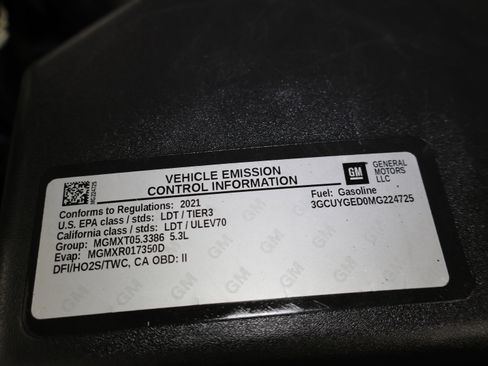 VEHICLE EMISSION
CONTROL INFORMATION
GM
GENERAL
MOTORS
LLC
MG224725
Conforms to Regulations: 2021
U.S. EPA class / stds: LDT / TIER3
California class / stds: LDT / ULEV70
Group: MGMXT05.3386 5.3L
Evap: MGMXR017350D
DFI/HO2S/TWC, CA OBD: II
Fuel: Gasoline
3GCUYGED0MG224725